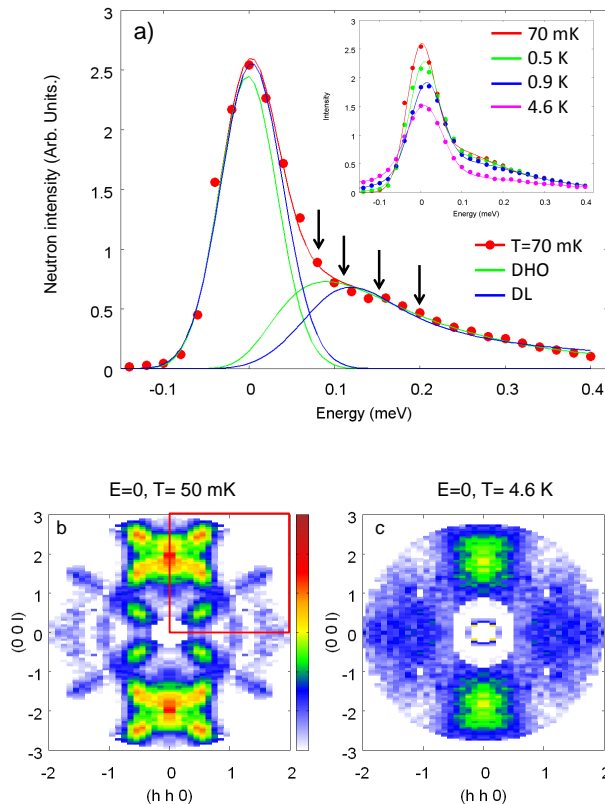 a)
Neutron intensity (Arb. Units.)
2.5
2
1.5
1
0.5
0
-0.1
0
0.1
0.2
0.3
0.4
Energy (meV)
T=70 mK
DHO
DL
Intensity
3
2.5
2
1.5
1
0.5
0
-0.1
0
0.1
0.2
0.3
0.4
Energy (meV)
70 mK
0.5 K
0.9 K
4.6 K
E=0, T= 50 mK
b
(0 0 l)
3
2
1
0
-1
-2
-3
-2
-1
0
1
2
(h h 0)
E=0, T= 4.6 K
c
(0 0 l)
3
2
1
0
-1
-2
-3
-2
-1
0
1
2
(h h 0)